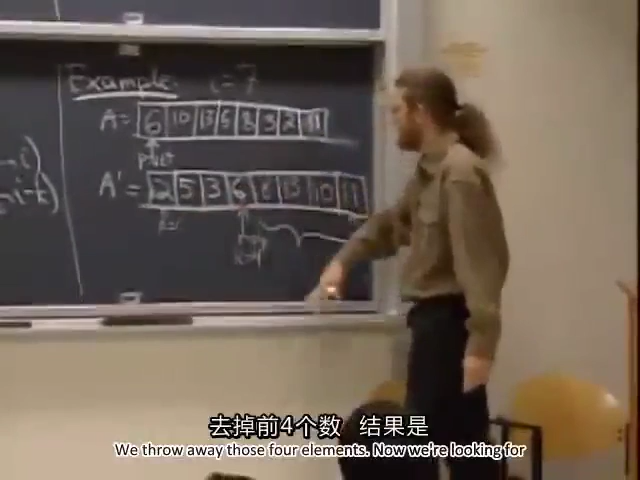 Example: i=7
A= 6 10 13 5 8 3 2 11
pivot
A'= 2 5 3 6 8 13 10 11
去掉前4个数 结果是
We throw away those four elements. Now we're looking for